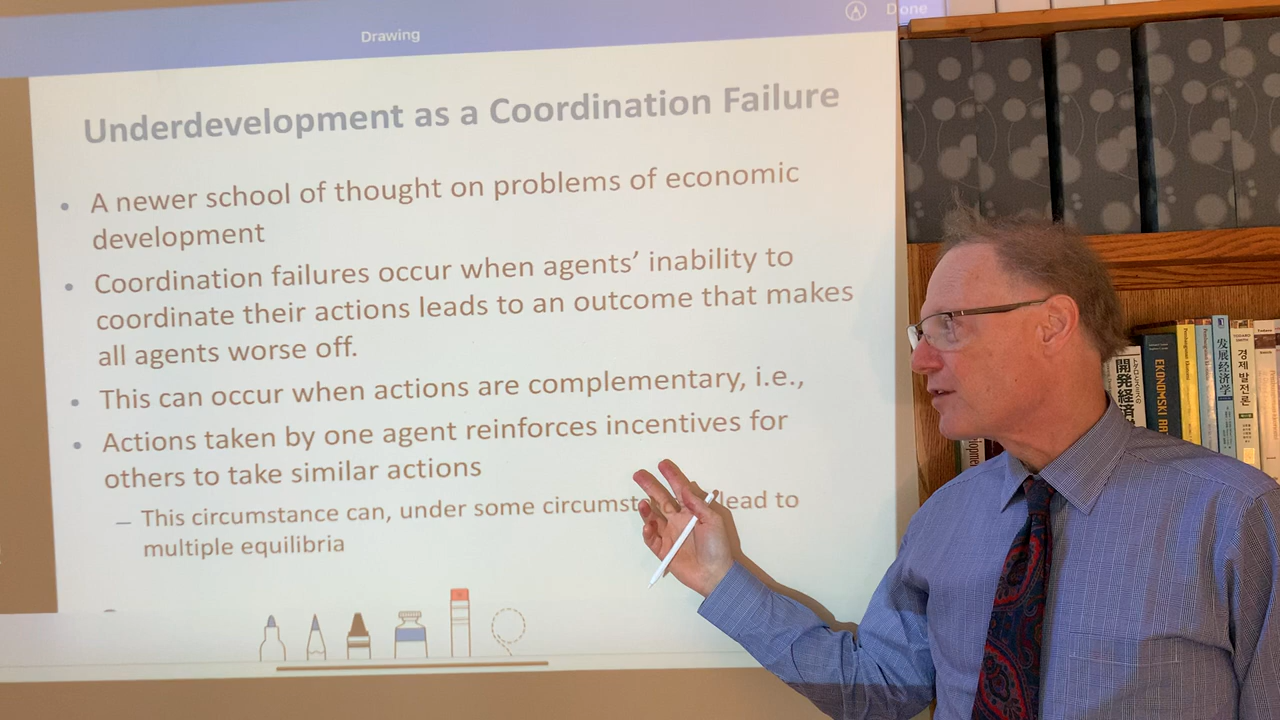 Drawing
Done
Underdevelopment as a Coordination Failure
• A newer school of thought on problems of economic
development
• Coordination failures occur when agents’ inability to
coordinate their actions leads to an outcome that makes
all agents worse off.
• This can occur when actions are complementary, i.e.,
• Actions taken by one agent reinforces incentives for
others to take similar actions
– This circumstance can, under some lead to
multiple equilibria
開発経済
EKONOMSKI
发展经济学
TODARO
SMITH
경제 발전론